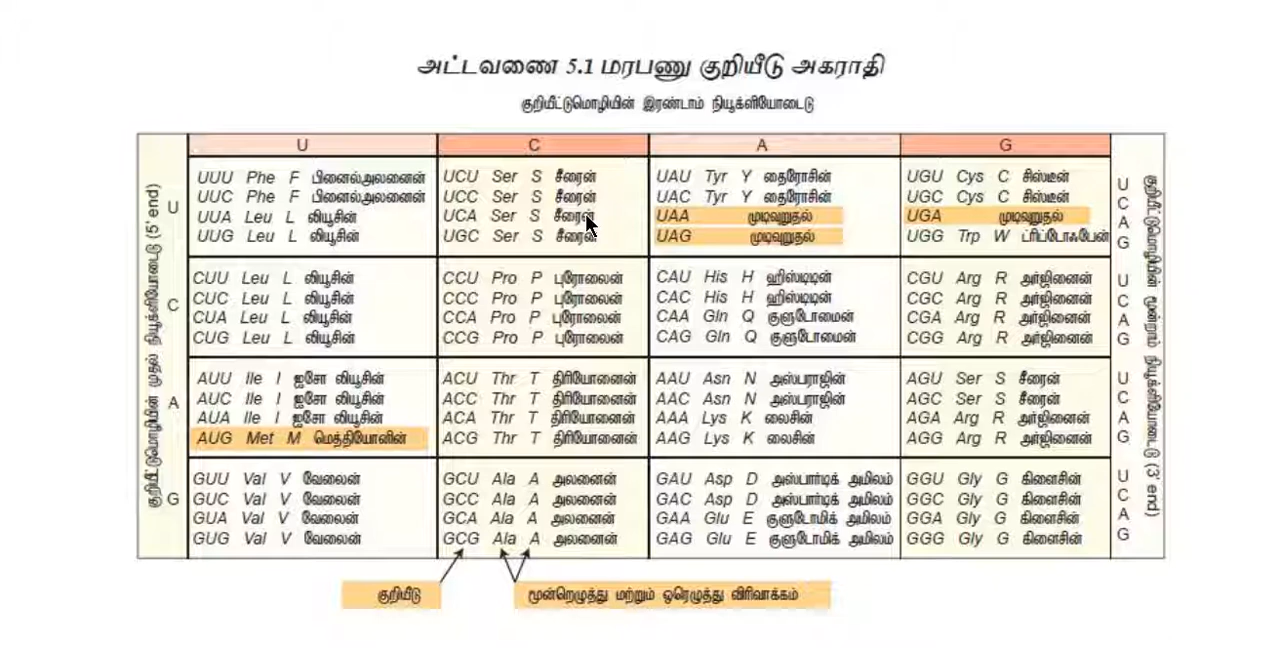 அட்டவணை 5.1 மரபணு குறியீடு அகராதி
குறியீட்டுமொழியின் இரண்டாம் நியூக்ளியோடைடு
U C A G
குறியீட்டுமொழியின் முதல் நியூக்ளியோடைடு (5' end)
U
UUU Phe F பினைல்அலனைன் UCU Ser S சீரைன் UAU Tyr Y தைரோசின் UGU Cys C சிஸ்டீன் U
UUC Phe F பினைல்அலனைன் UCC Ser S சீரைன் UAC Tyr Y தைரோசின் UGC Cys C சிஸ்டீன் C
UUA Leu L லியூசின் UCA Ser S சீரைன் UAA முடிவுறுதல் UGA முடிவுறுதல் A
UUG Leu L லியூசின் UGC Ser S சீரைன் UAG முடிவுறுதல் UGG Trp W ட்ரிப்டோஃபேன் G
C
CUU Leu L லியூசின் CCU Pro P புரோலைன் CAU His H ஹிஸ்டிடின் CGU Arg R அர்ஜினைன் U
CUC Leu L லியூசின் CCC Pro P புரோலைன் CAC His H ஹிஸ்டிடின் CGC Arg R அர்ஜினைன் C
CUA Leu L லியூசின் CCA Pro P புரோலைன் CAA Gln Q குளுடோமைன் CGA Arg R அர்ஜினைன் A
CUG Leu L லியூசின் CCG Pro P புரோலைன் CAG Gln Q குளுடோமைன் CGG Arg R அர்ஜினைன் G
A
AUU Ile I ஐசோ லியூசின் ACU Thr T திரியோனைன் AAU Asn N அஸ்பராஜின் AGU Ser S சீரைன் U
AUC Ile I ஐசோ லியூசின் ACC Thr T திரியோனைன் AAC Asn N அஸ்பராஜின் AGC Ser S சீரைன் C
AUA Ile I ஐசோ லியூசின் ACA Thr T திரியோனைன் AAA Lys K லைசின் AGA Arg R அர்ஜினைன் A
AUG Met M மெத்தியோனின் ACG Thr T திரியோனைன் AAG Lys K லைசின் AGG Arg R அர்ஜினைன் G
G
GUU Val V வேலைன் GCU Ala A அலனைன் GAU Asp D அஸ்பார்டிக் அமிலம் GGU Gly G கிளைசின் U
GUC Val V வேலைன் GCC Ala A அலனைன் GAC Asp D அஸ்பார்டிக் அமிலம் GGC Gly G கிளைசின் C
GUA Val V வேலைன் GCA Ala A அலனைன் GAA Glu E குளுடோமிக் அமிலம் GGA Gly G கிளைசின் A
GUG Val V வேலைன் GCG Ala A அலனைன் GAG Glu E குளுடோமிக் அமிலம் GGG Gly G கிளைசின் G
குறியீட்டுமொழியின் மூன்றாம் நியூக்ளியோடைடு (3' end)
குறியீடு
மூன்றெழுத்து மற்றும் ஓரெழுத்து விரிவாக்கம்